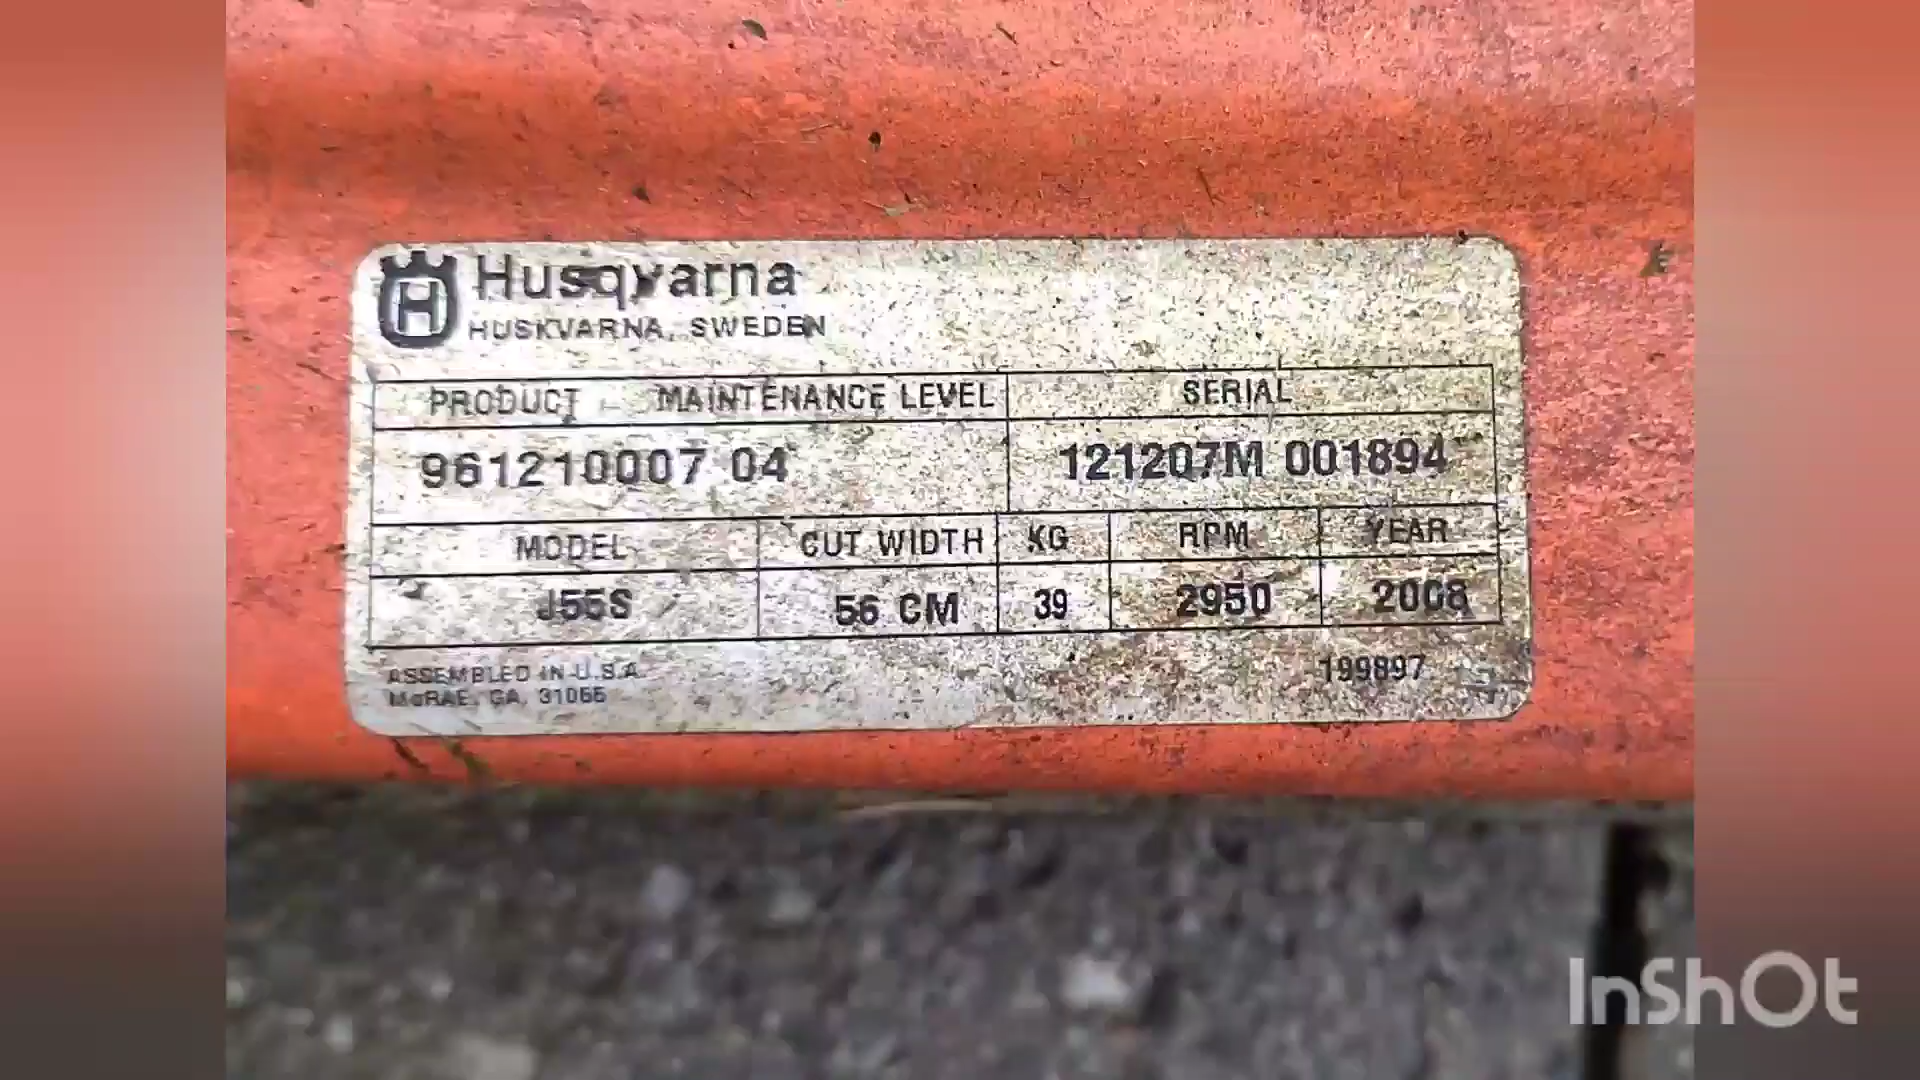 Husqvarna
HUSKVARNA, SWEDEN
PRODUCT - MAINTENANCE LEVEL SERIAL
961210007 04 121207M 001894
MODEL CUT WIDTH KG RPM YEAR
J55S 56 CM 39 2950 2008
ASSEMBLED IN U.S.A.
McRAE, GA. 31055
199897
InShOt